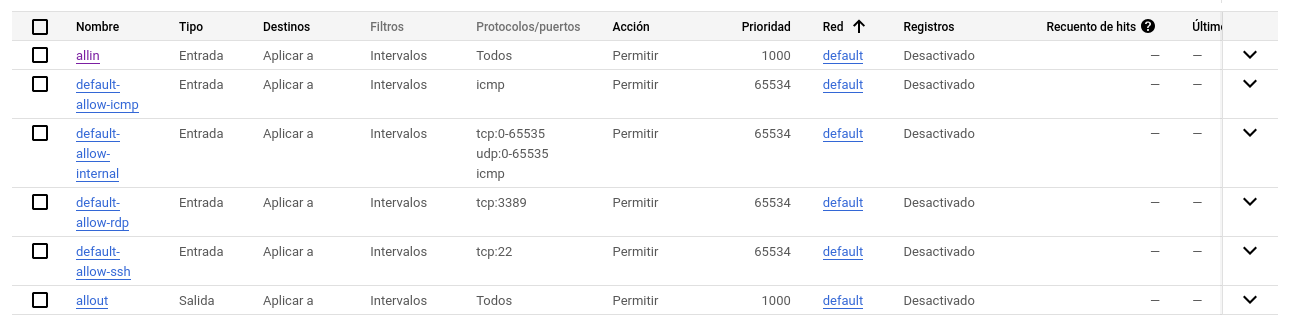 Nombre Tipo Destinos Filtros Protocolos/puertos Acción Prioridad Red Registros Recuento de hits Último
allin Entrada Aplicar a Intervalos Todos Permitir 1000 default Desactivado — —
default- Entrada Aplicar a Intervalos icmp Permitir 65534 default Desactivado — —
allow-icmp
default- Entrada Aplicar a Intervalos tcp:0-65535 Permitir 65534 default Desactivado — —
allow- udp:0-65535
internal icmp
default- Entrada Aplicar a Intervalos tcp:3389 Permitir 65534 default Desactivado — —
allow-rdp
default- Entrada Aplicar a Intervalos tcp:22 Permitir 65534 default Desactivado — —
allow-ssh
allout Salida Aplicar a Intervalos Todos Permitir 1000 default Desactivado — —